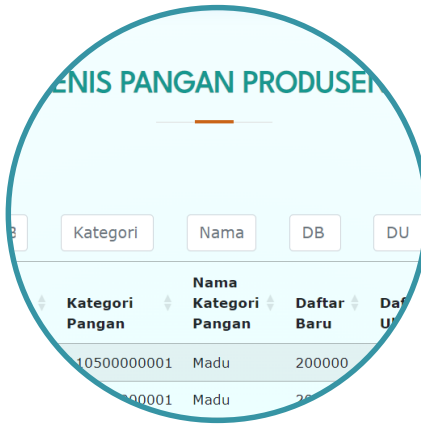 ENIS PANGAN PRODUSEN
Kategori Nama DB DU
Kategori Pangan Nama Kategori Pangan Daftar Baru
10500000001 Madu 200000
Madu